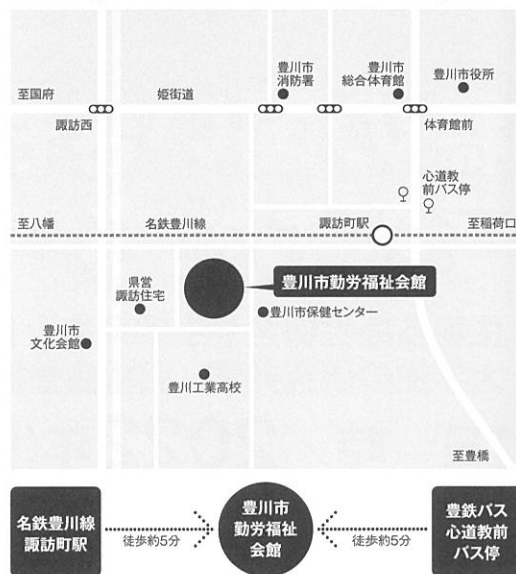 豊川市
消防署
豊川市
総合体育館
豊川市役所
至国府
姫街道
諏訪西
体育館前
心道教
前バス停
至八幡
名鉄豊川線
諏訪町駅
至稲荷口
県営
諏訪住宅
豊川市勤労福祉会館
豊川市保健センター
豊川市
文化会館
豊川工業高校
至豊橋
名鉄豊川線
諏訪町駅
徒歩約5分
豊川市
勤労福祉
会館
徒歩約5分
豊鉄バス
心道教前
バス停